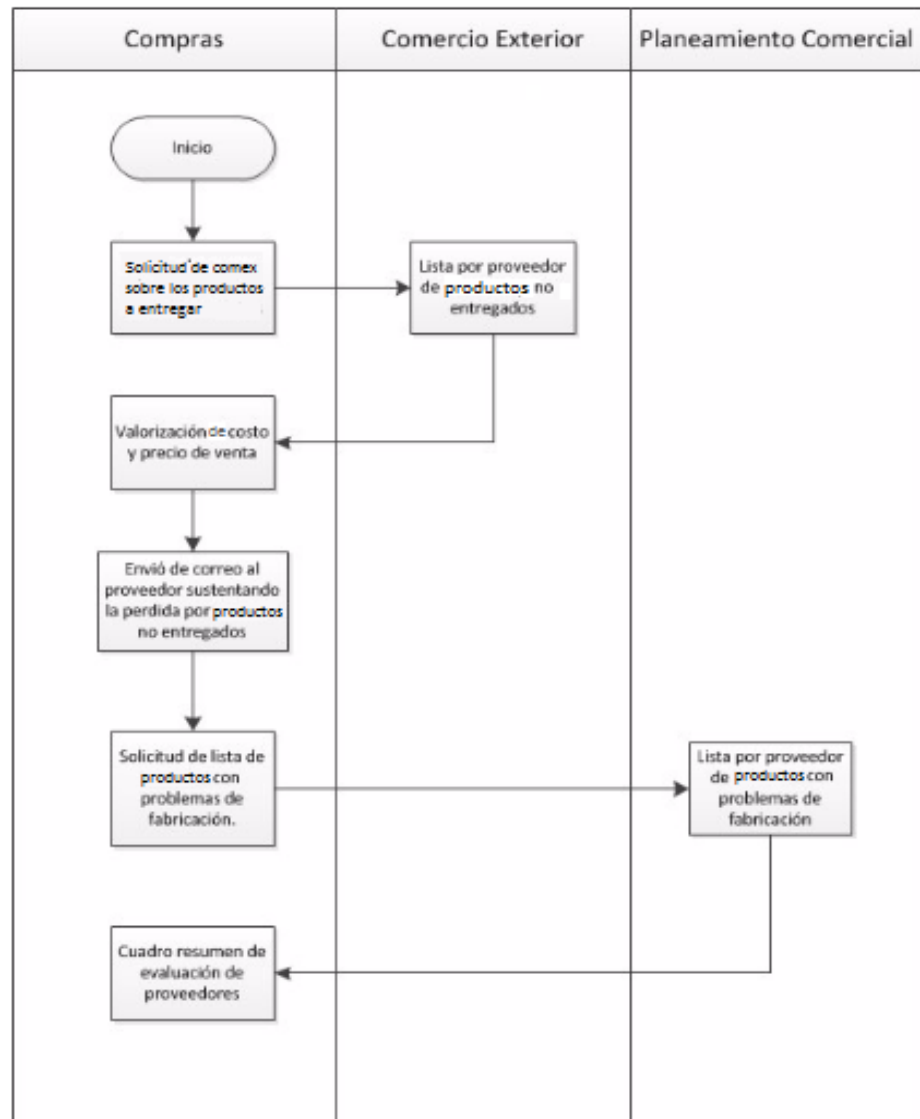 Compras
Comercio Exterior
Planeamiento Comercial
Inicio
Solicitud de comex
sobre los productos
a entregar
Lista por proveedor
de productos no
entregados
Valorización de costo
y precio de venta
Envió de correo al
proveedor sustentando
la perdida por productos
no entregados
Solicitud de lista de
productos con
problemas de
fabricación.
Lista por proveedor
de productos con
problemas de
fabricación
Cuadro resumen de
evaluación de
proveedores